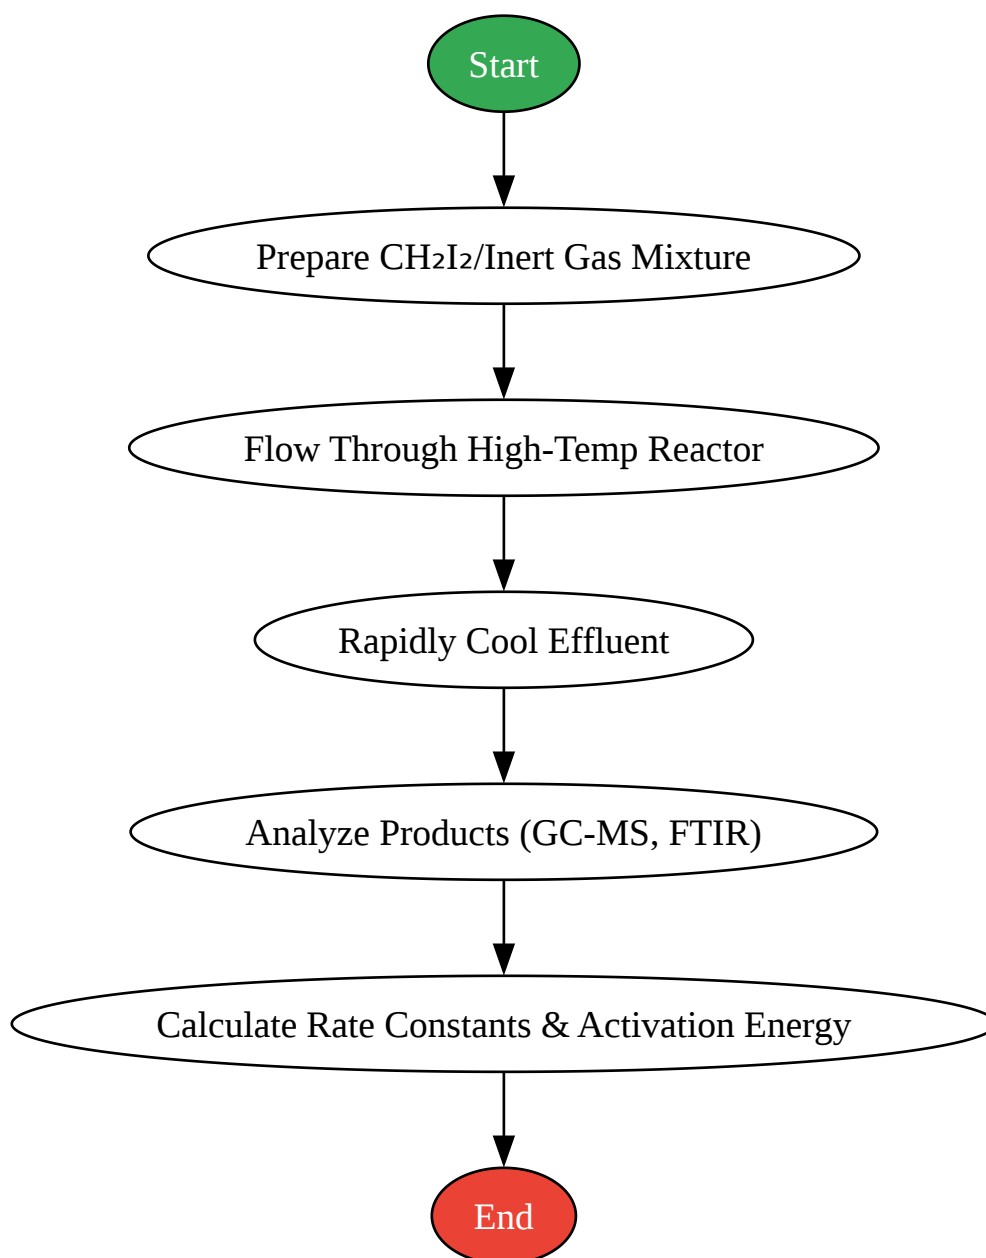 Start
Prepare CH₂I₂/Inert Gas Mixture
Flow Through High-Temp Reactor
Rapidly Cool Effluent
Analyze Products (GC-MS, FTIR)
Calculate Rate Constants & Activation Energy
End